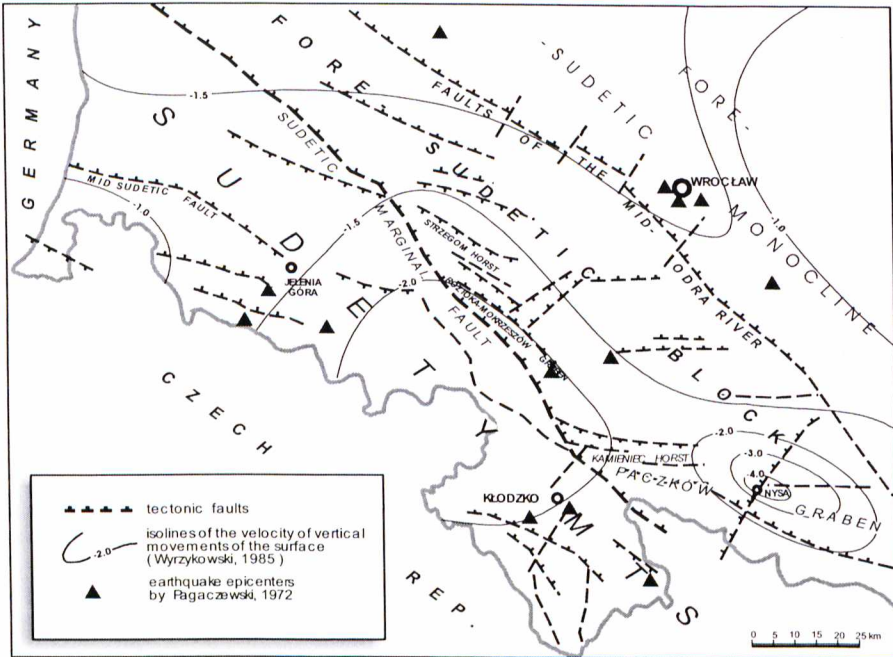 GERMANY
FORE-SUDETIC
-1.5
FAULTS OF THE MID-ODRA RIVER
FORE SUDETIC BLOCK
MONOCLINE
SUDETIC
MARGINAL
FAULT
WROCŁAW
SUDETY MTS
MID SUDETIC FAULT
-1.0
-1.0
-1.5
STRZEGOM HORST
JELENIA
GÓRA
-2.0
GRABEN
CZECH
REP.
-2.0
KAMIENIEC HORST
-3.0
-4.0
PACZKÓW
GRABEN
NYSA
KŁODZKO
tectonic faults
-2.0
isolines of the velocity of vertical
movements of the surface
(Wyrzykowski, 1985)
earthquake epicenters
by Pagaczewski, 1972
0 5 10 15 20 25 km